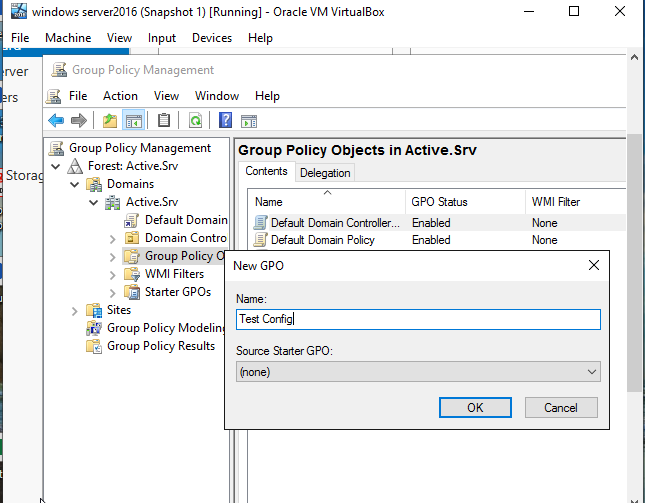 windows server2016 (Snapshot 1) [Running] - Oracle VM VirtualBox
File Machine View Input Devices Help
Group Policy Management
File Action View Window Help
erver
ers
Storag
Group Policy Management
Forest: Active.Srv
Domains
Active.Srv
Default Domain
Domain Contro
Group Policy O
WMI Filters
Starter GPOs
Sites
Group Policy Modeling
Group Policy Results
Group Policy Objects in Active.Srv
Contents Delegation
Name GPO Status WMI Filter
Default Domain Controller... Enabled None
Default Domain Policy Enabled None
New GPO
Name:
Test Config
Source Starter GPO:
(none)
OK Cancel